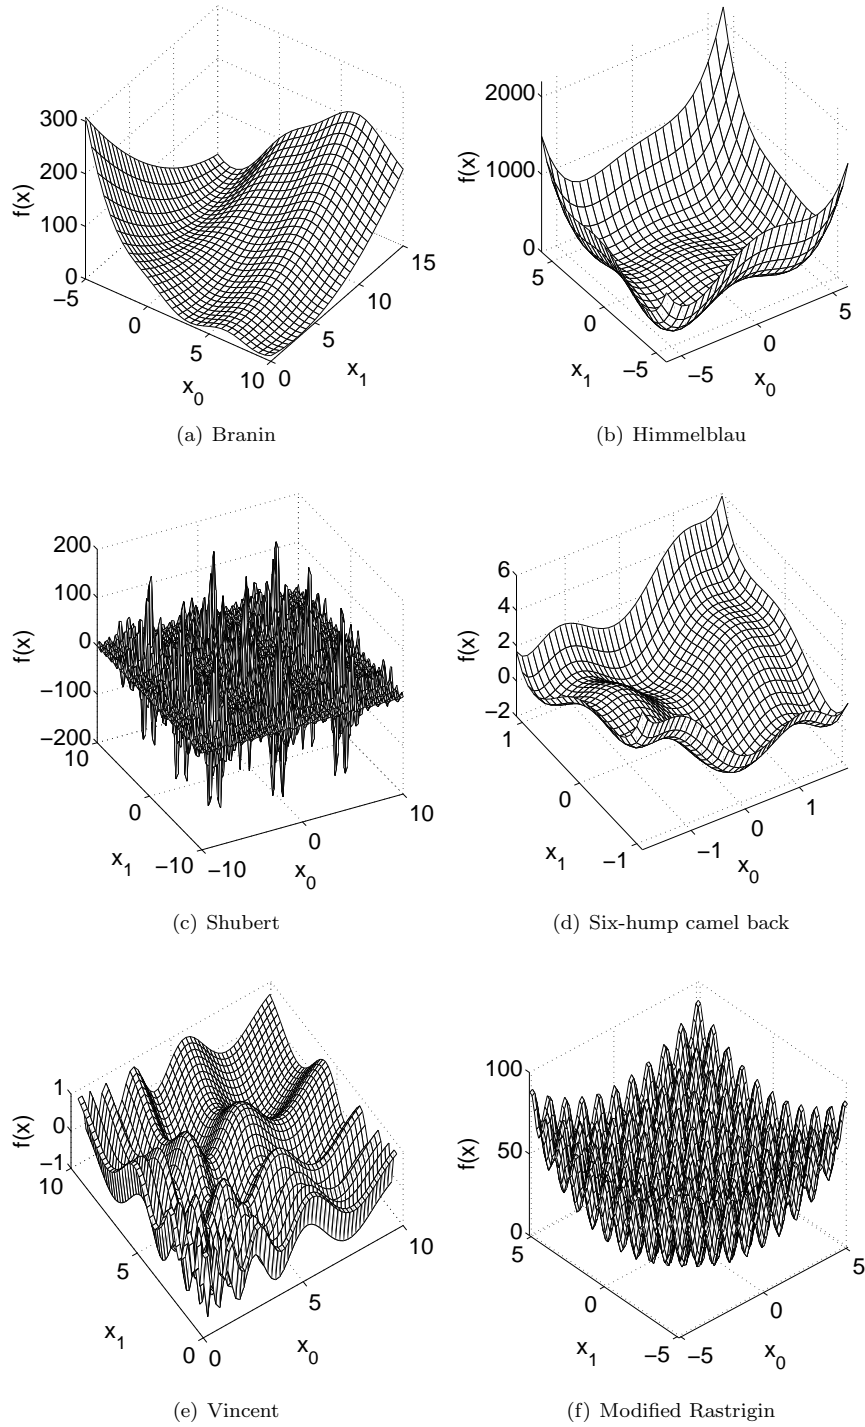 300
200
100
0
f(x)
−5
0
5
10
x0
0
5
10
15
x1
(a) Branin
2000
1000
0
f(x)
5
0
−5
x1
−5
0
5
x0
(b) Himmelblau
200
100
0
−100
−200
f(x)
10
0
−10
x1
−10
0
10
x0
(c) Shubert
6
4
2
0
−2
f(x)
1
0
−1
x1
−1
0
1
x0
(d) Six-hump camel back
1
0
−1
f(x)
10
5
0
x1
0
5
10
x0
(e) Vincent
100
50
0
f(x)
5
0
−5
x1
−5
0
5
x0
(f) Modified Rastrigin